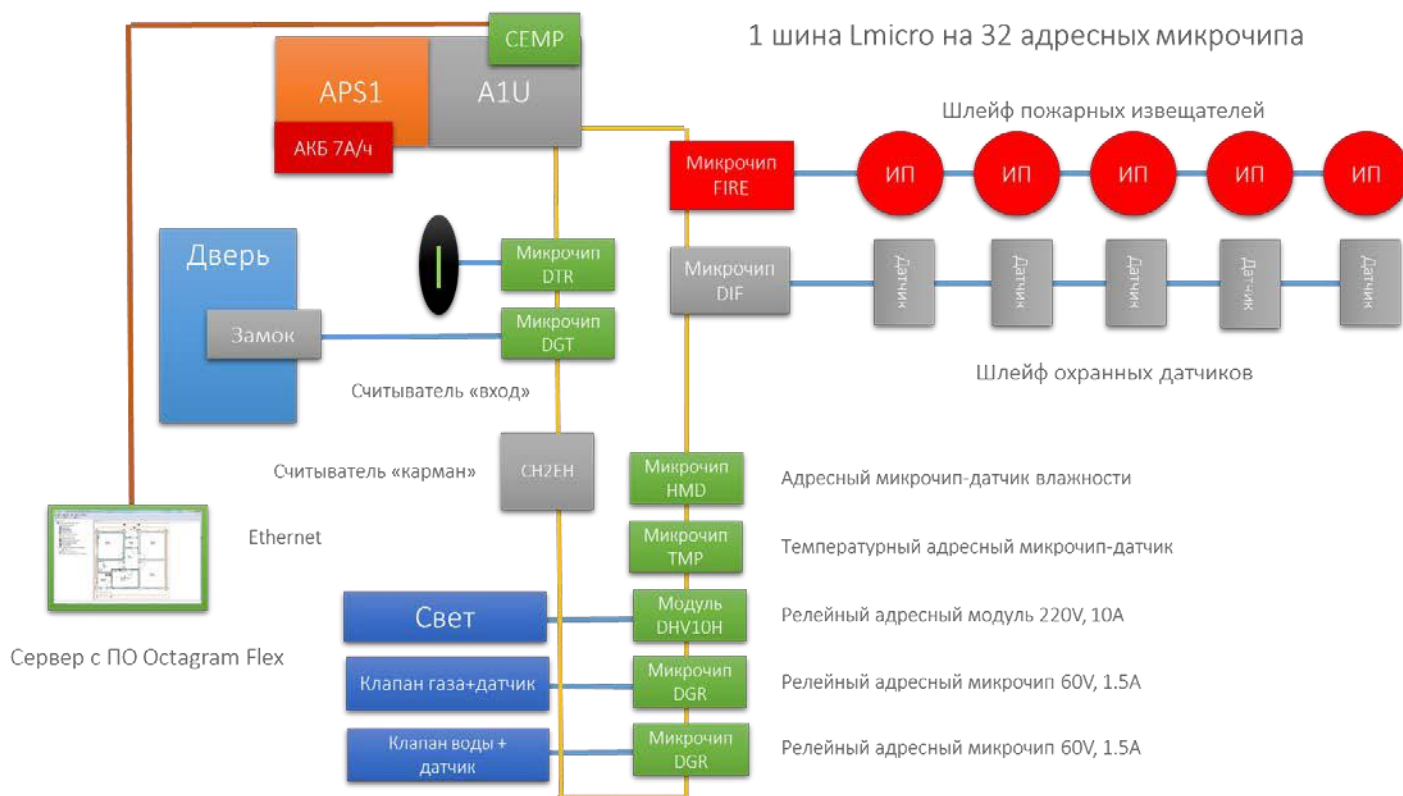 1 шина Lmicro на 32 адресных микрочипа
CEMP
APS1
A1U
АКБ 7А/ч
Шлейф пожарных извещателей
Микрочип
FIRE
ИП
ИП
ИП
ИП
ИП
Дверь
Замок
Микрочип
DTR
Микрочип
DGT
Микрочип
DIF
Датчик
Датчик
Датчик
Датчик
Датчик
Шлейф охранных датчиков
Считыватель «вход»
Считыватель «карман»
CH2EH
Ethernet
Сервер с ПО Octagram Flex
Микрочип
HMD
Адресный микрочип-датчик влажности
Микрочип
TMP
Температурный адресный микрочип-датчик
Свет
Модуль
DHV10H
Релейный адресный модуль 220V, 10A
Клапан газа+датчик
Микрочип
DGR
Релейный адресный микрочип 60V, 1.5A
Клапан воды +
датчик
Микрочип
DGR
Релейный адресный микрочип 60V, 1.5A